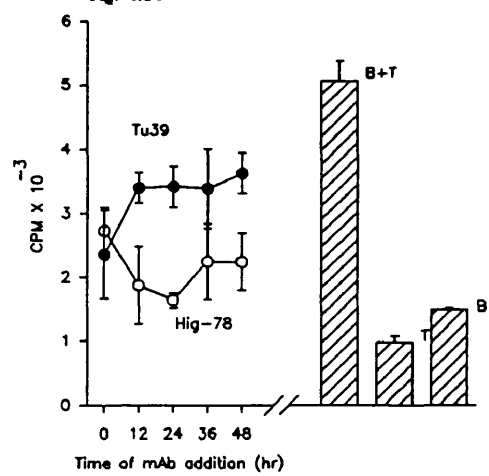 6
5
4
3
2
1
0
CPM X 10⁻³
Tu39
Hig-78
B+T
T
B
0 12 24 36 48
Time of mAb addition (hr)